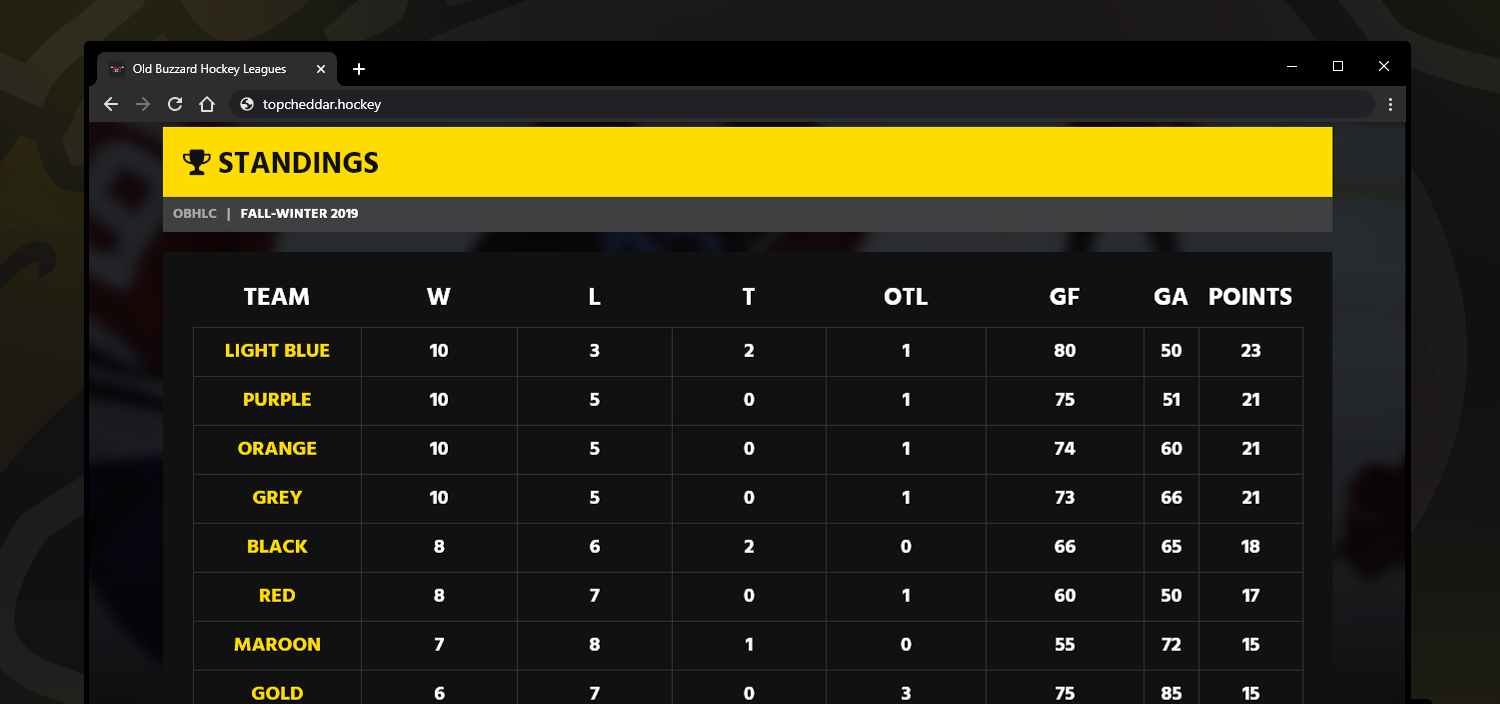 Old Buzzard Hockey Leagues
topcheddar.hockey
STANDINGS
OBHLC | FALL-WINTER 2019
TEAM W L T OTL GF GA POINTS
LIGHT BLUE 10 3 2 1 80 50 23
PURPLE 10 5 0 1 75 51 21
ORANGE 10 5 0 1 74 60 21
GREY 10 5 0 1 73 66 21
BLACK 8 6 2 0 66 65 18
RED 8 7 0 1 60 50 17
MAROON 7 8 1 0 55 72 15
GOLD 6 7 0 3 75 85 15